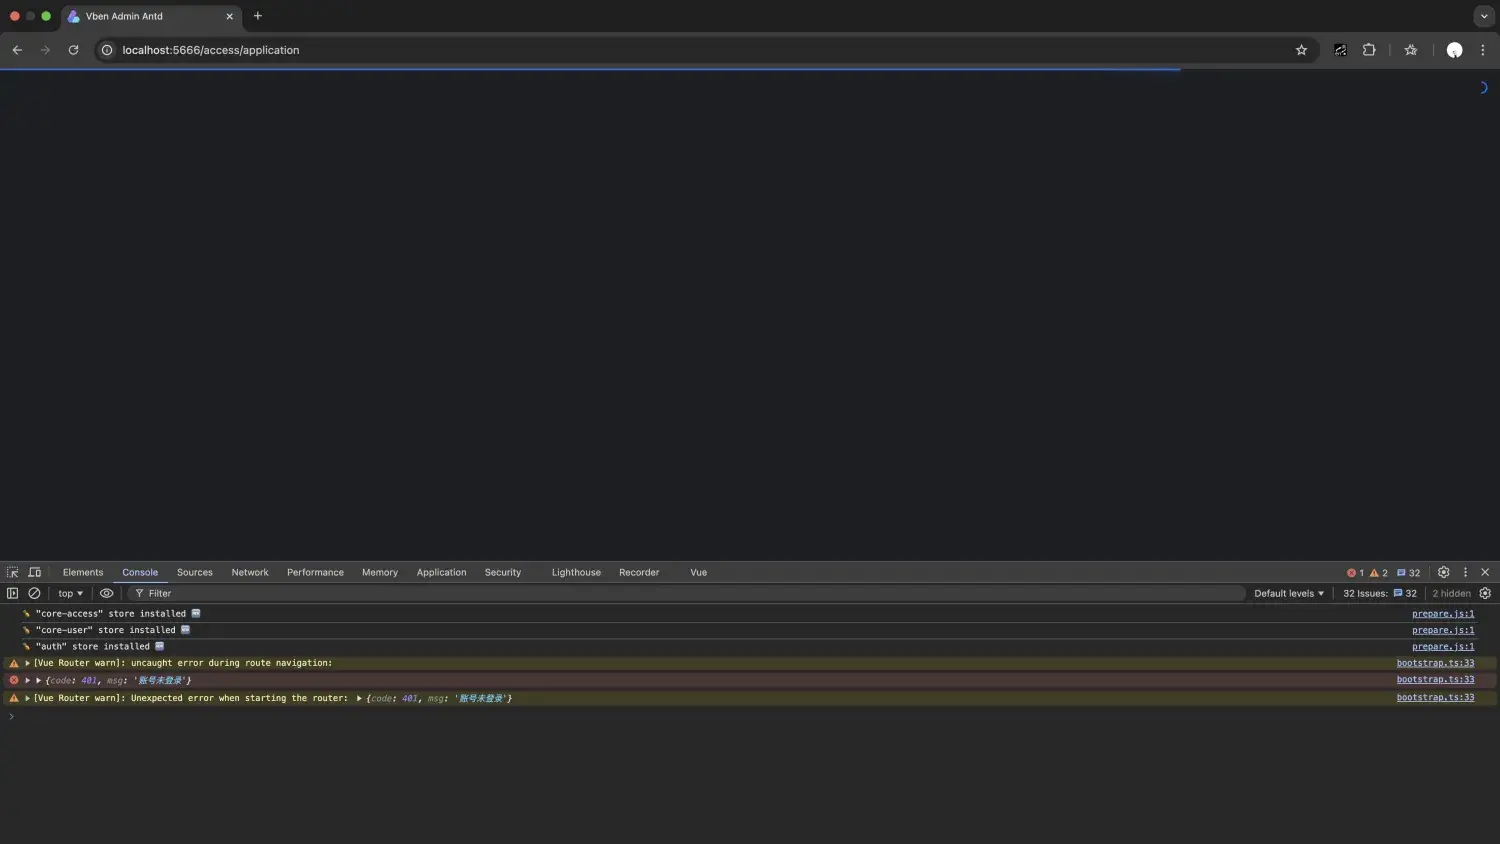 Vben Admin Antd
localhost:5666/access/application
Elements Console Sources Network Performance Memory Application Security Lighthouse Recorder Vue 1 2 32
top Filter Default levels 32 Issues: 32 2 hidden
"core-access" store installed prepare.js:1
"core-user" store installed prepare.js:1
"auth" store installed prepare.js:1
[Vue Router warn]: uncaught error during route navigation: bootstrap.ts:33
{code: 401, msg: '账号未登录'} bootstrap.ts:33
[Vue Router warn]: Unexpected error when starting the router: {code: 401, msg: '账号未登录'} bootstrap.ts:33